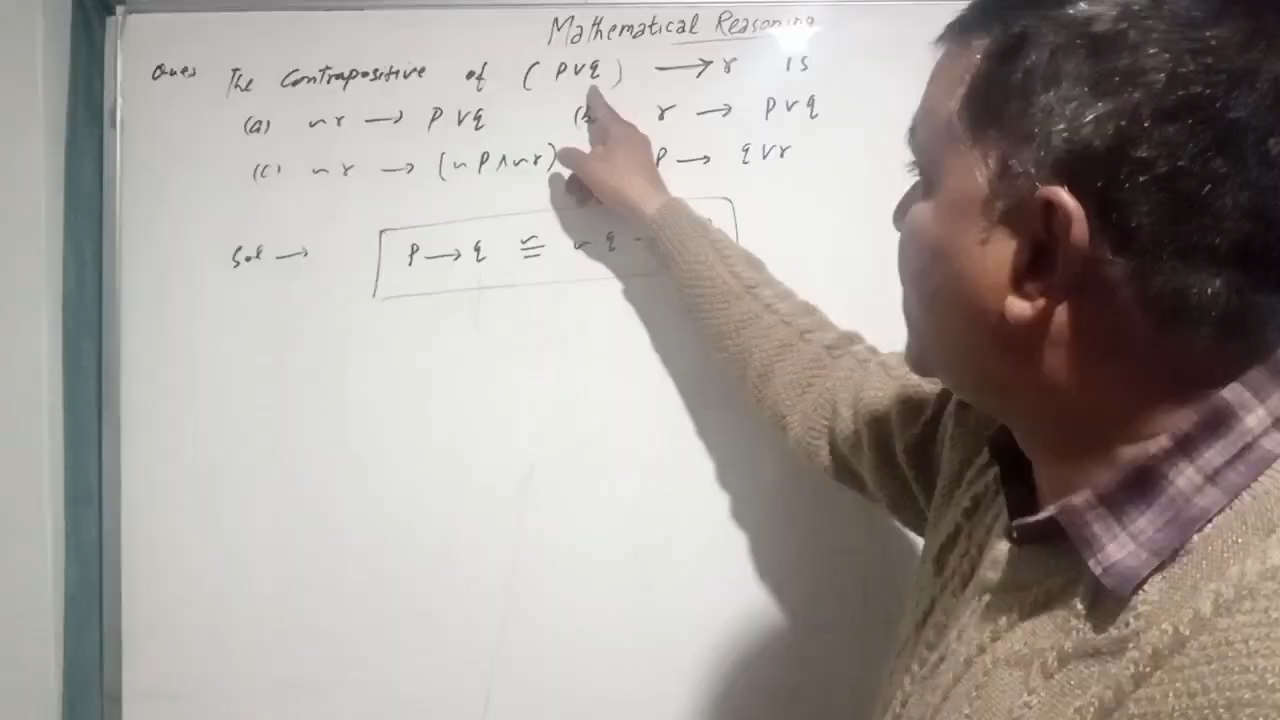 Mathematical Reasoning
Ques The Contrapositive of (p ∨ q) → r is
(a) ~r → p ∨ q (b r → p ∨ q
(c) ~r → (~p ∧ ~r) p → q ∨ r
Sol → p → q ≅ ~q -